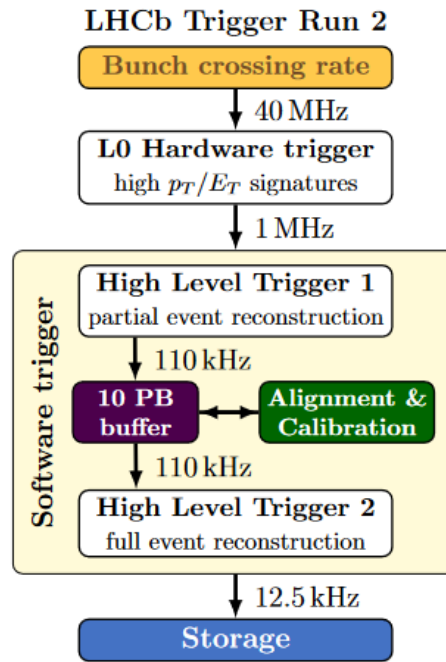 LHCb Trigger Run 2
Bunch crossing rate
40 MHz
L0 Hardware trigger
high p_T/E_T signatures
1 MHz
Software trigger
High Level Trigger 1
partial event reconstruction
110 kHz
10 PB
buffer
Alignment &
Calibration
110 kHz
High Level Trigger 2
full event reconstruction
12.5 kHz
Storage